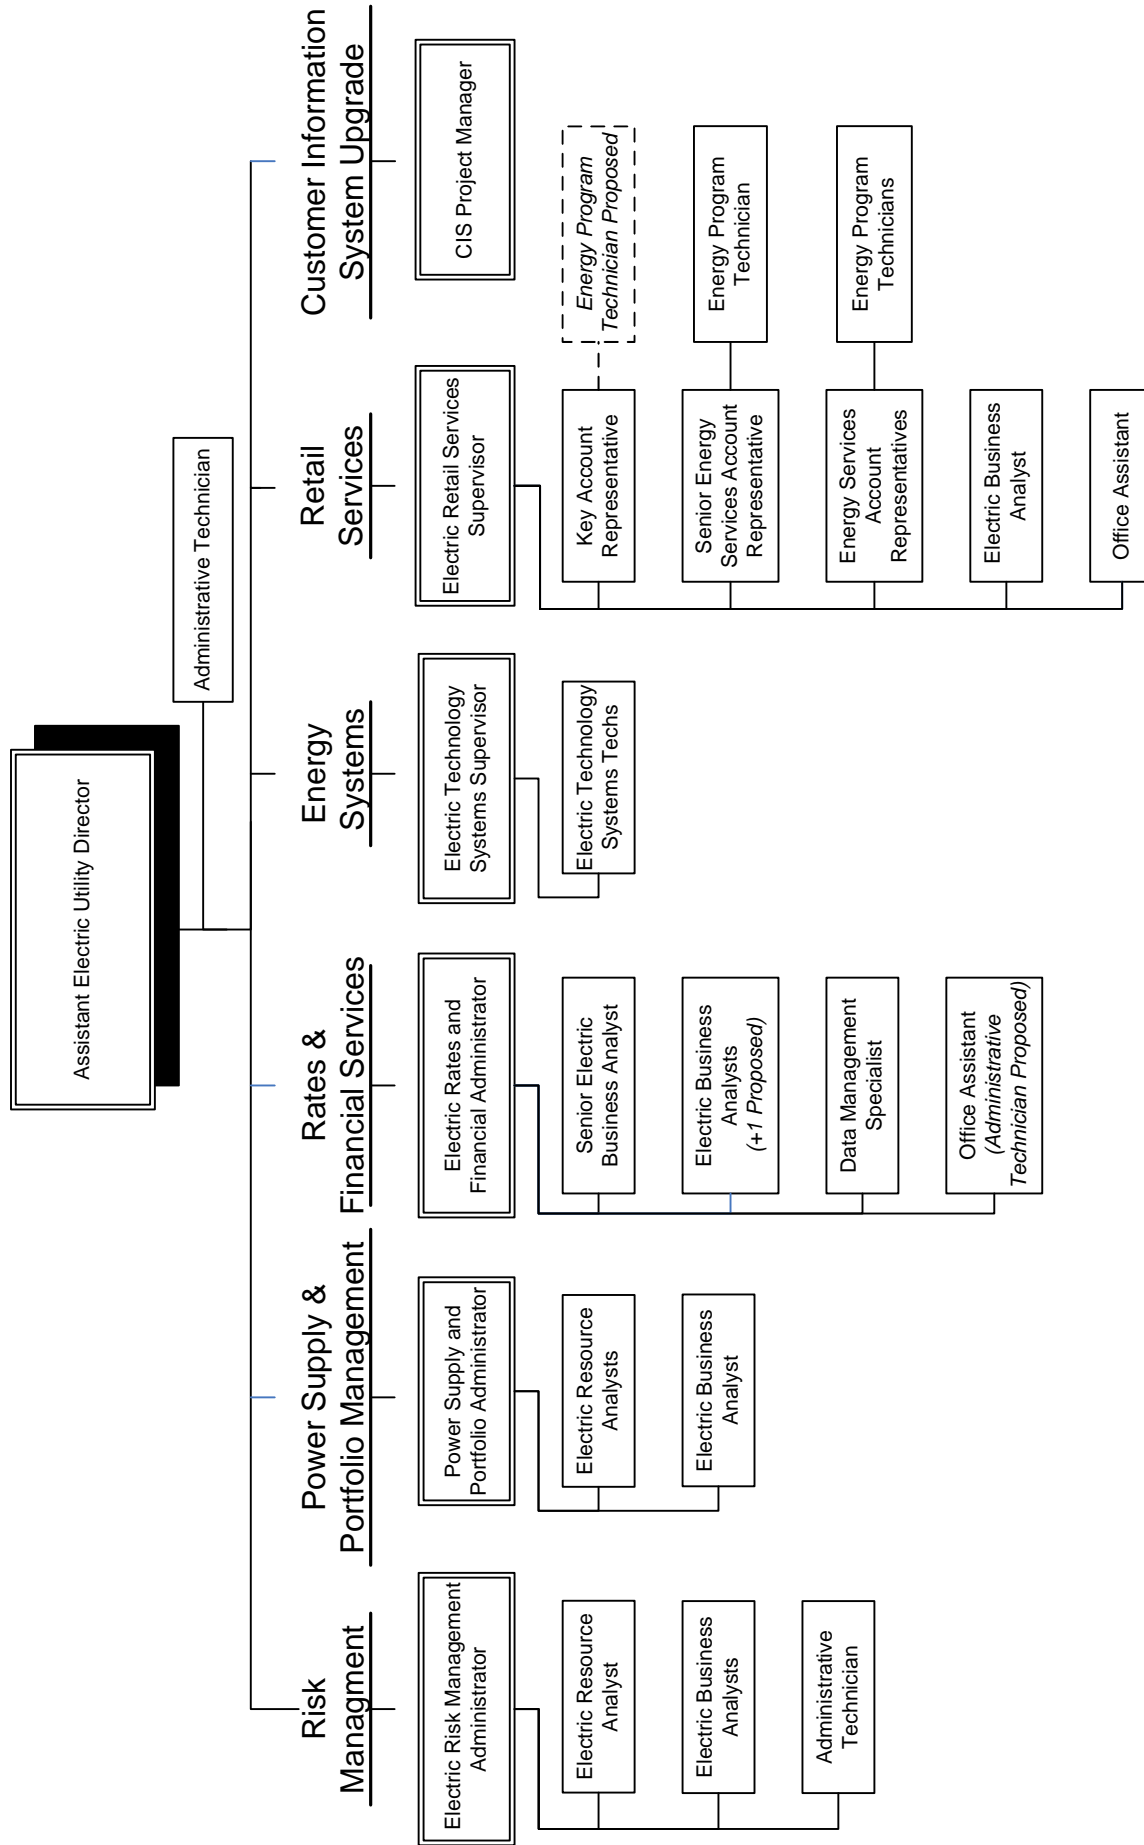 Assistant Electric Utility Director
Administrative Technician
Risk
Managment
Electric Risk Management
Administrator
Electric Resource
Analyst
Electric Business
Analysts
Administrative
Technician
Power Supply &
Portfolio Management
Power Supply and
Portfolio Administrator
Electric Resource
Analysts
Electric Business
Analyst
Rates &
Financial Services
Electric Rates and
Financial Administrator
Senior Electric
Business Analyst
Electric Business
Analysts
(+1 Proposed)
Data Management
Specialist
Office Assistant
(Administrative
Technician Proposed)
Energy
Systems
Electric Technology
Systems Supervisor
Electric Technology
Systems Techs
Retail
Services
Electric Retail Services
Supervisor
Key Account
Representative
Energy Program
Technician Proposed
Senior Energy
Services Account
Representative
Energy Program
Technician
Energy Services
Account
Representatives
Energy Program
Technicians
Electric Business
Analyst
Office Assistant
Customer Information
System Upgrade
CIS Project Manager